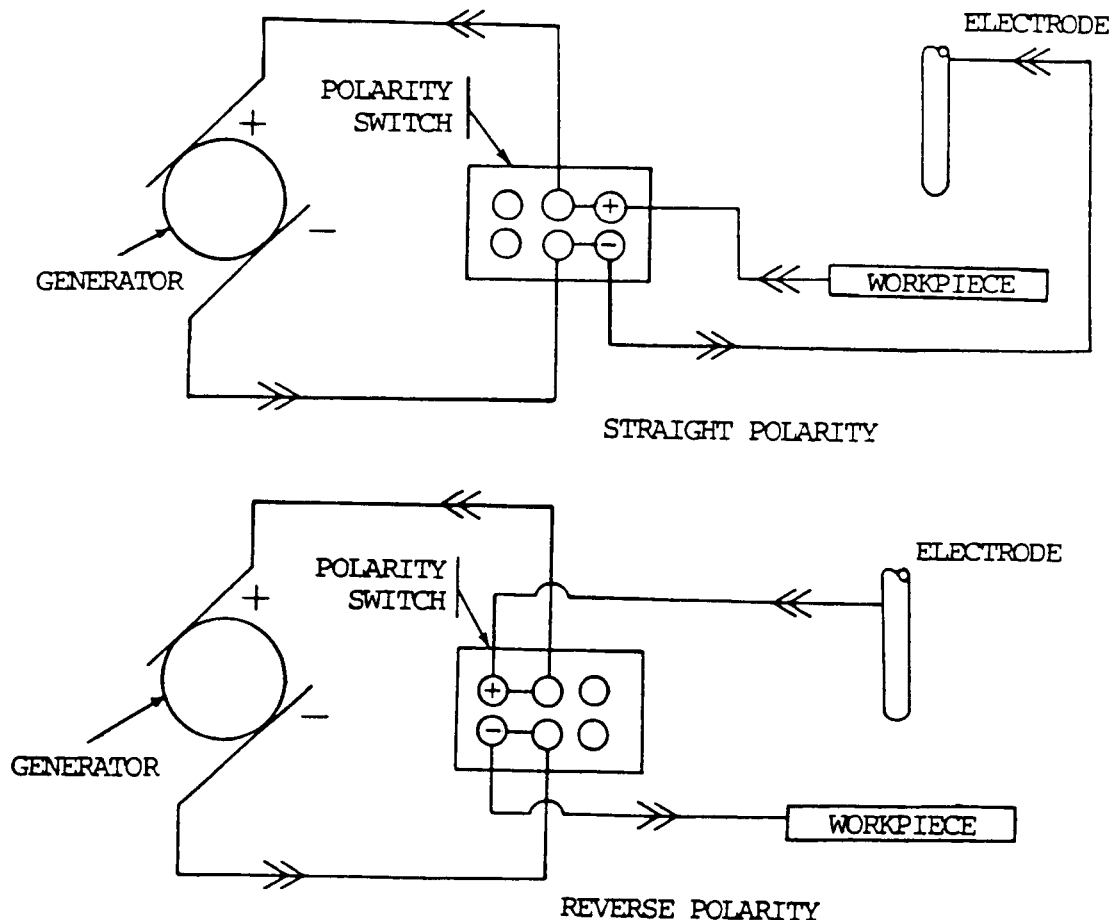 ELECTRODE
POLARITY
SWITCH
+
+
-
-
GENERATOR
WORKPIECE
STRAIGHT POLARITY
ELECTRODE
POLARITY
SWITCH
+
+
-
-
GENERATOR
WORKPIECE
REVERSE POLARITY